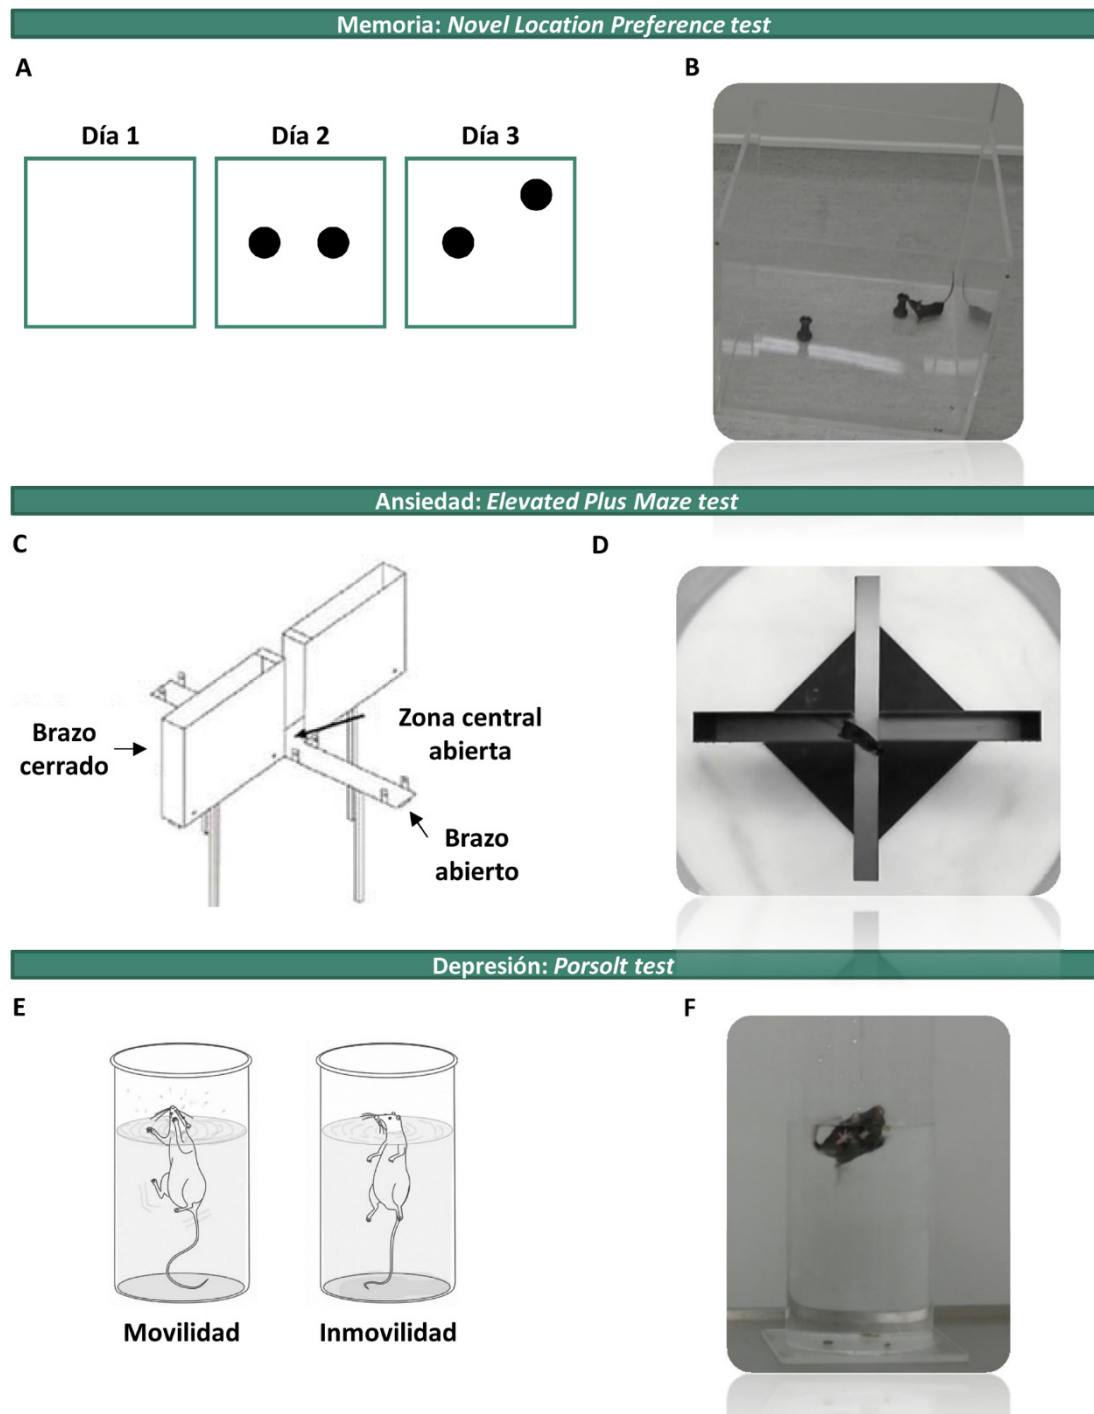 Memoria: Novel Location Preference test
A
B
Día 1
Día 2
Día 3
Ansiedad: Elevated Plus Maze test
C
D
Brazo
cerrado
Zona central
abierta
Brazo
abierto
Depresión: Porsolt test
E
F
Movilidad
Inmovilidad